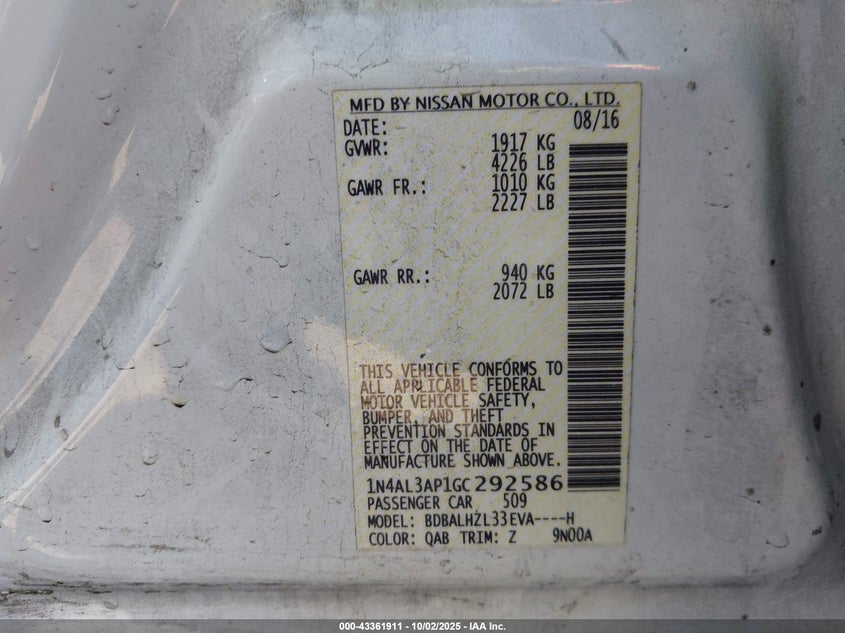 MFD BY NISSAN MOTOR CO., LTD.
DATE: 08/16
GVWR: 1917 KG
4226 LB
GAWR FR.: 1010 KG
2227 LB
GAWR RR.: 940 KG
2072 LB
THIS VEHICLE CONFORMS TO
ALL APPLICABLE FEDERAL
MOTOR VEHICLE SAFETY,
BUMPER, AND THEFT
PREVENTION STANDARDS IN
EFFECT ON THE DATE OF
MANUFACTURE SHOWN ABOVE.
1N4AL3AP1GC292586
PASSENGER CAR 509
MODEL: BDBALHZL33EVA----H
COLOR: QAB TRIM: Z 9N00A
000-43361911 - 10/02/2025 - IAA Inc.